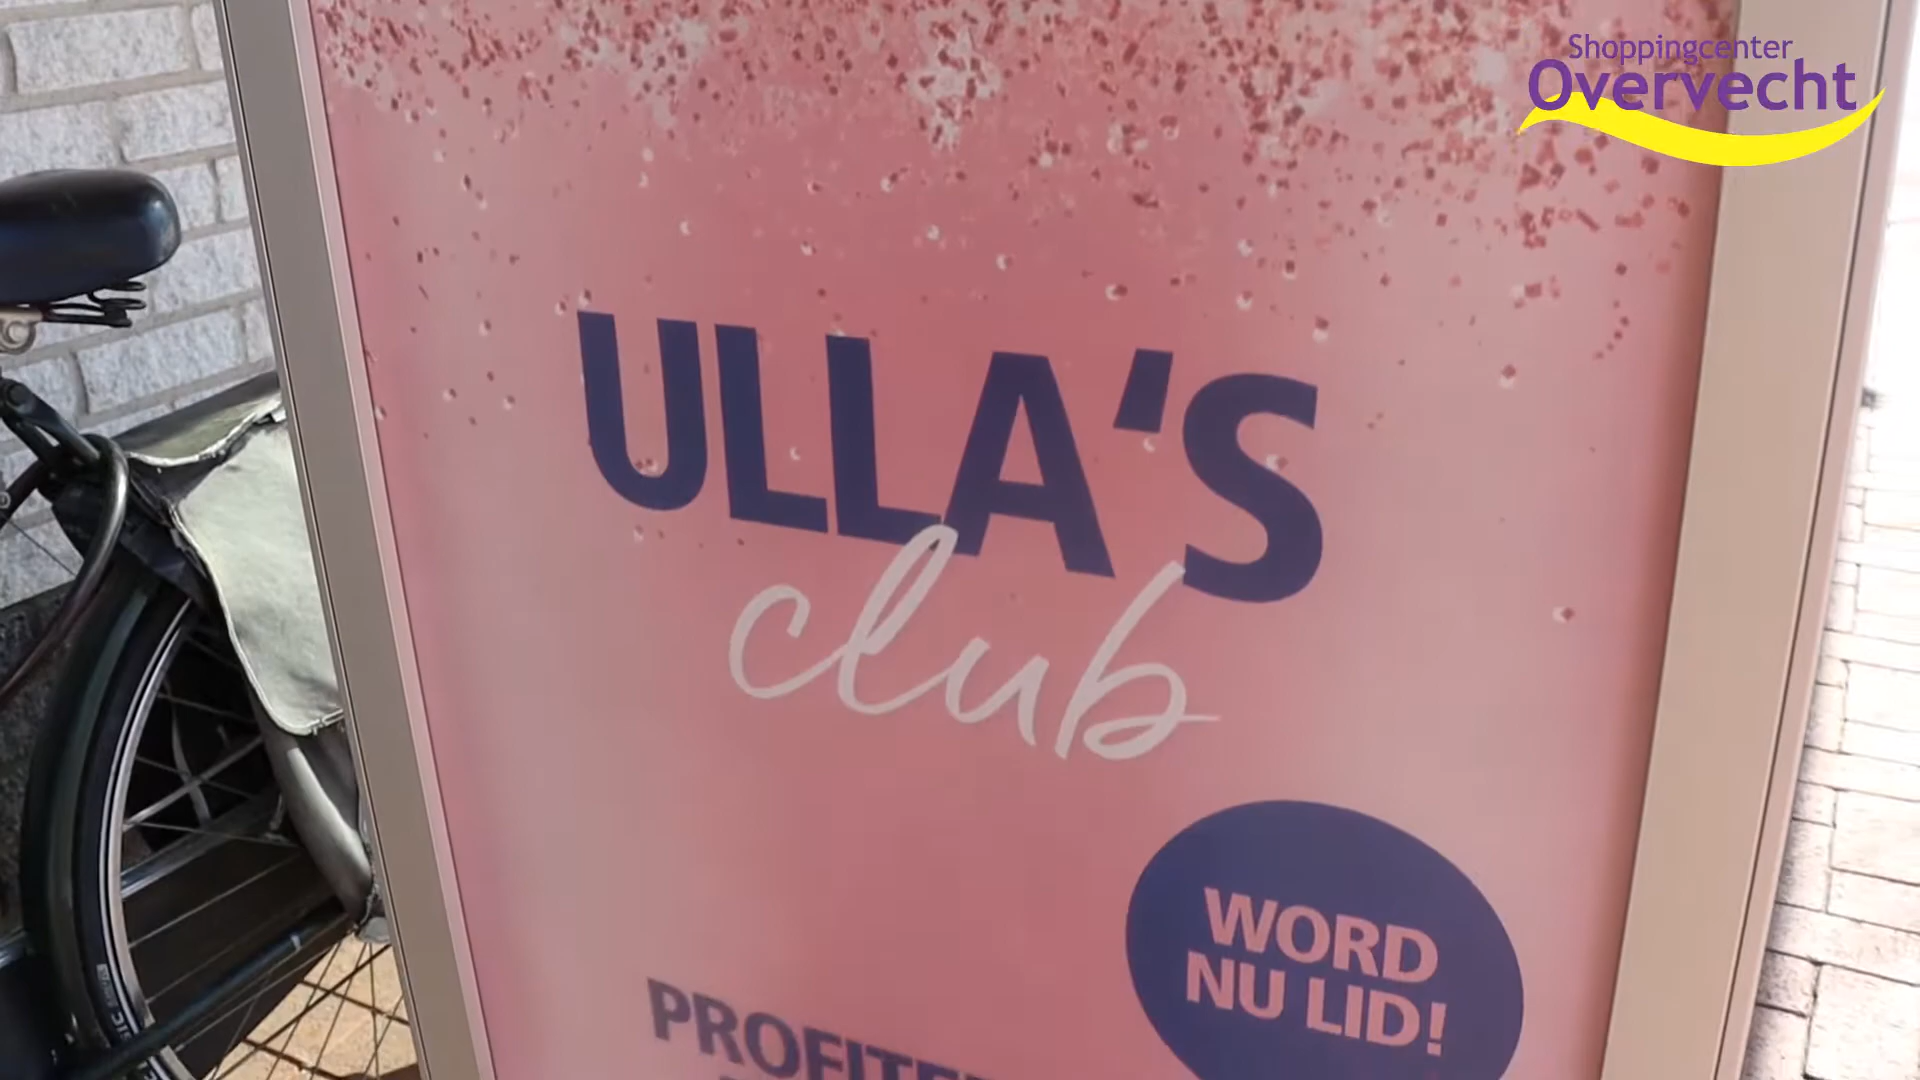 Shoppingcenter
Overvecht
ULLA'S
club
WORD
NU LID!